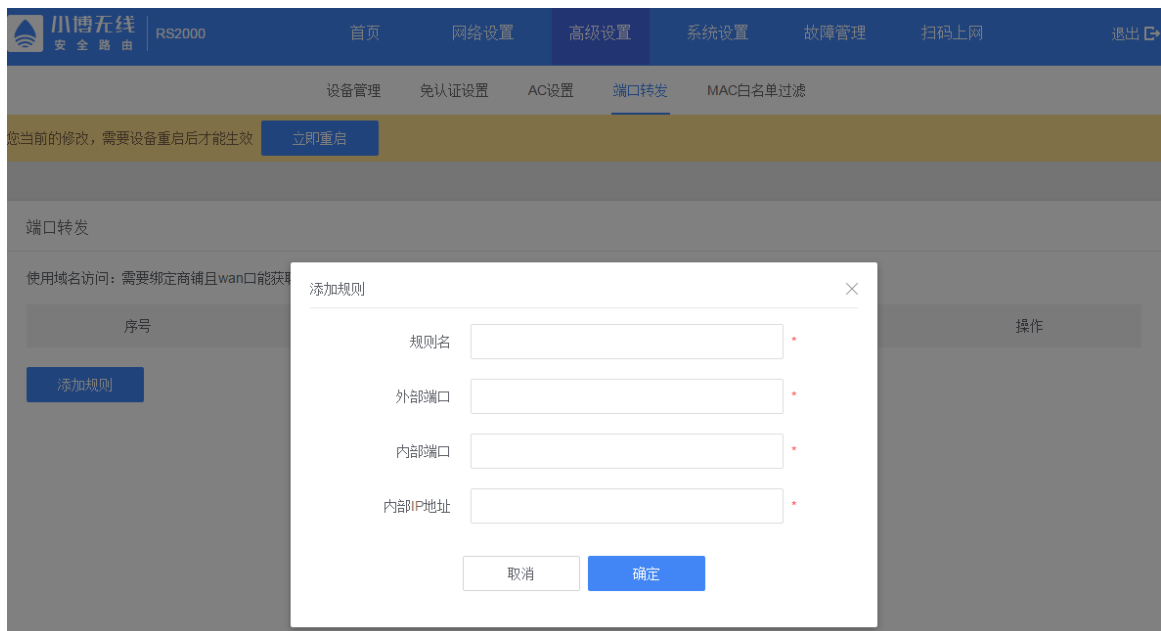 小博无线
安全路由
RS2000
首页 网络设置 高级设置 系统设置 故障管理 扫码上网 退出
设备管理 免认证设置 AC设置 端口转发 MAC白名单过滤
您当前的修改，需要设备重启后才能生效 立即重启
端口转发
使用域名访问：需要绑定商铺且wan口能获取
添加规则
序号 操作
规则名 *
添加规则
外部端口 *
内部端口 *
内部IP地址 *
取消 确定